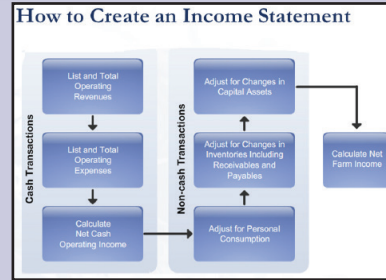 How to Create an Income Statement
Cash Transactions
List and Total
Operating
Revenues
List and Total
Operating
Expenses
Calculate
Net Cash
Operating Income
Non-cash Transactions
Adjust for Changes in
Capital Assets
Adjust for Changes in
Inventories Including
Receivables and
Payables
Adjust for Personal
Consumption
Calculate Net
Farm Income